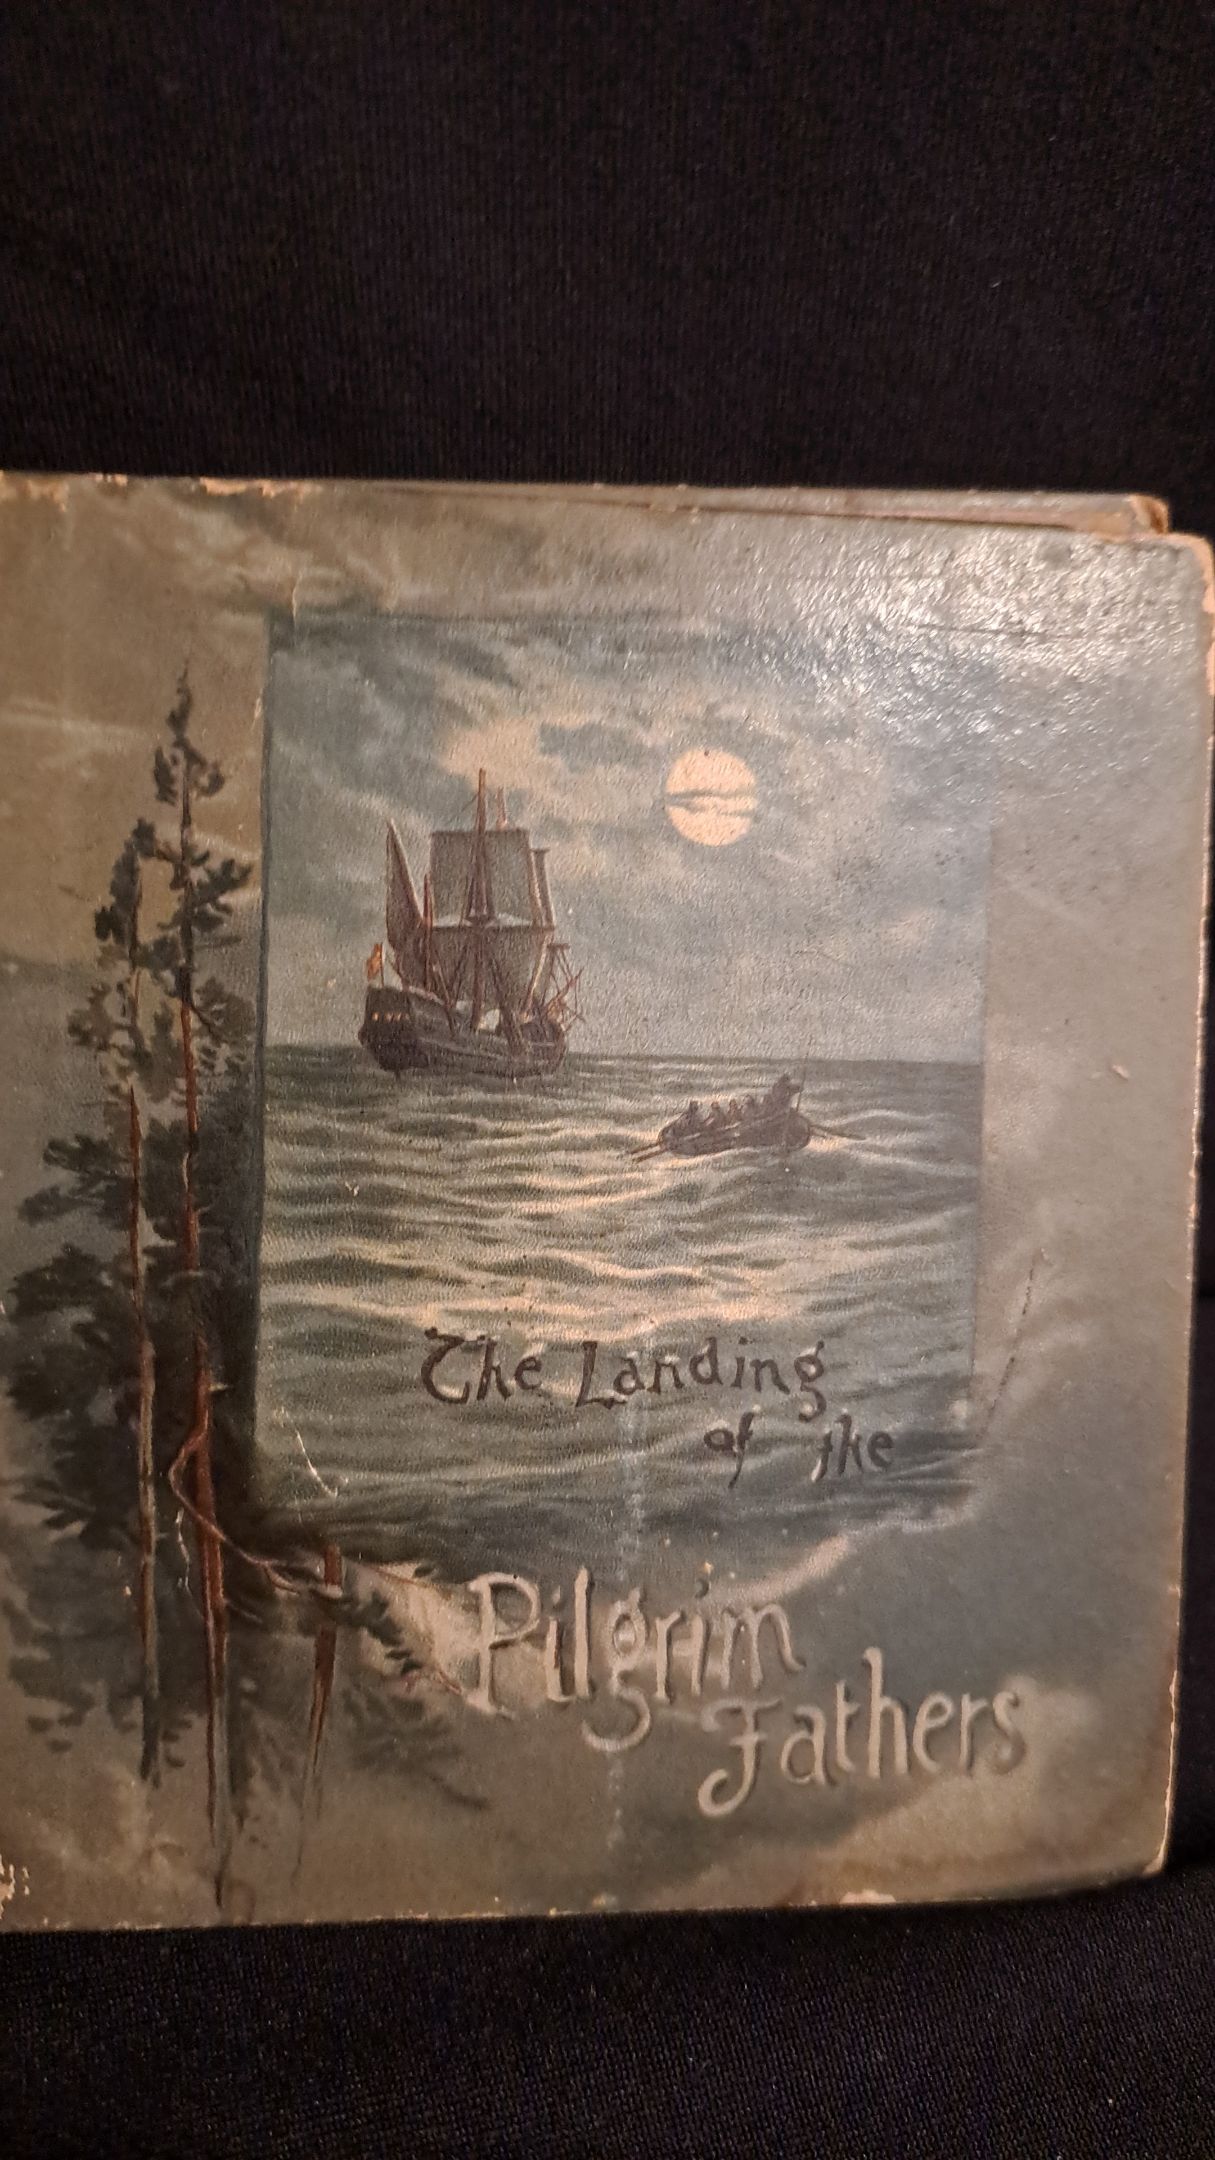 The Landing
of the
Pilgrim
Fathers